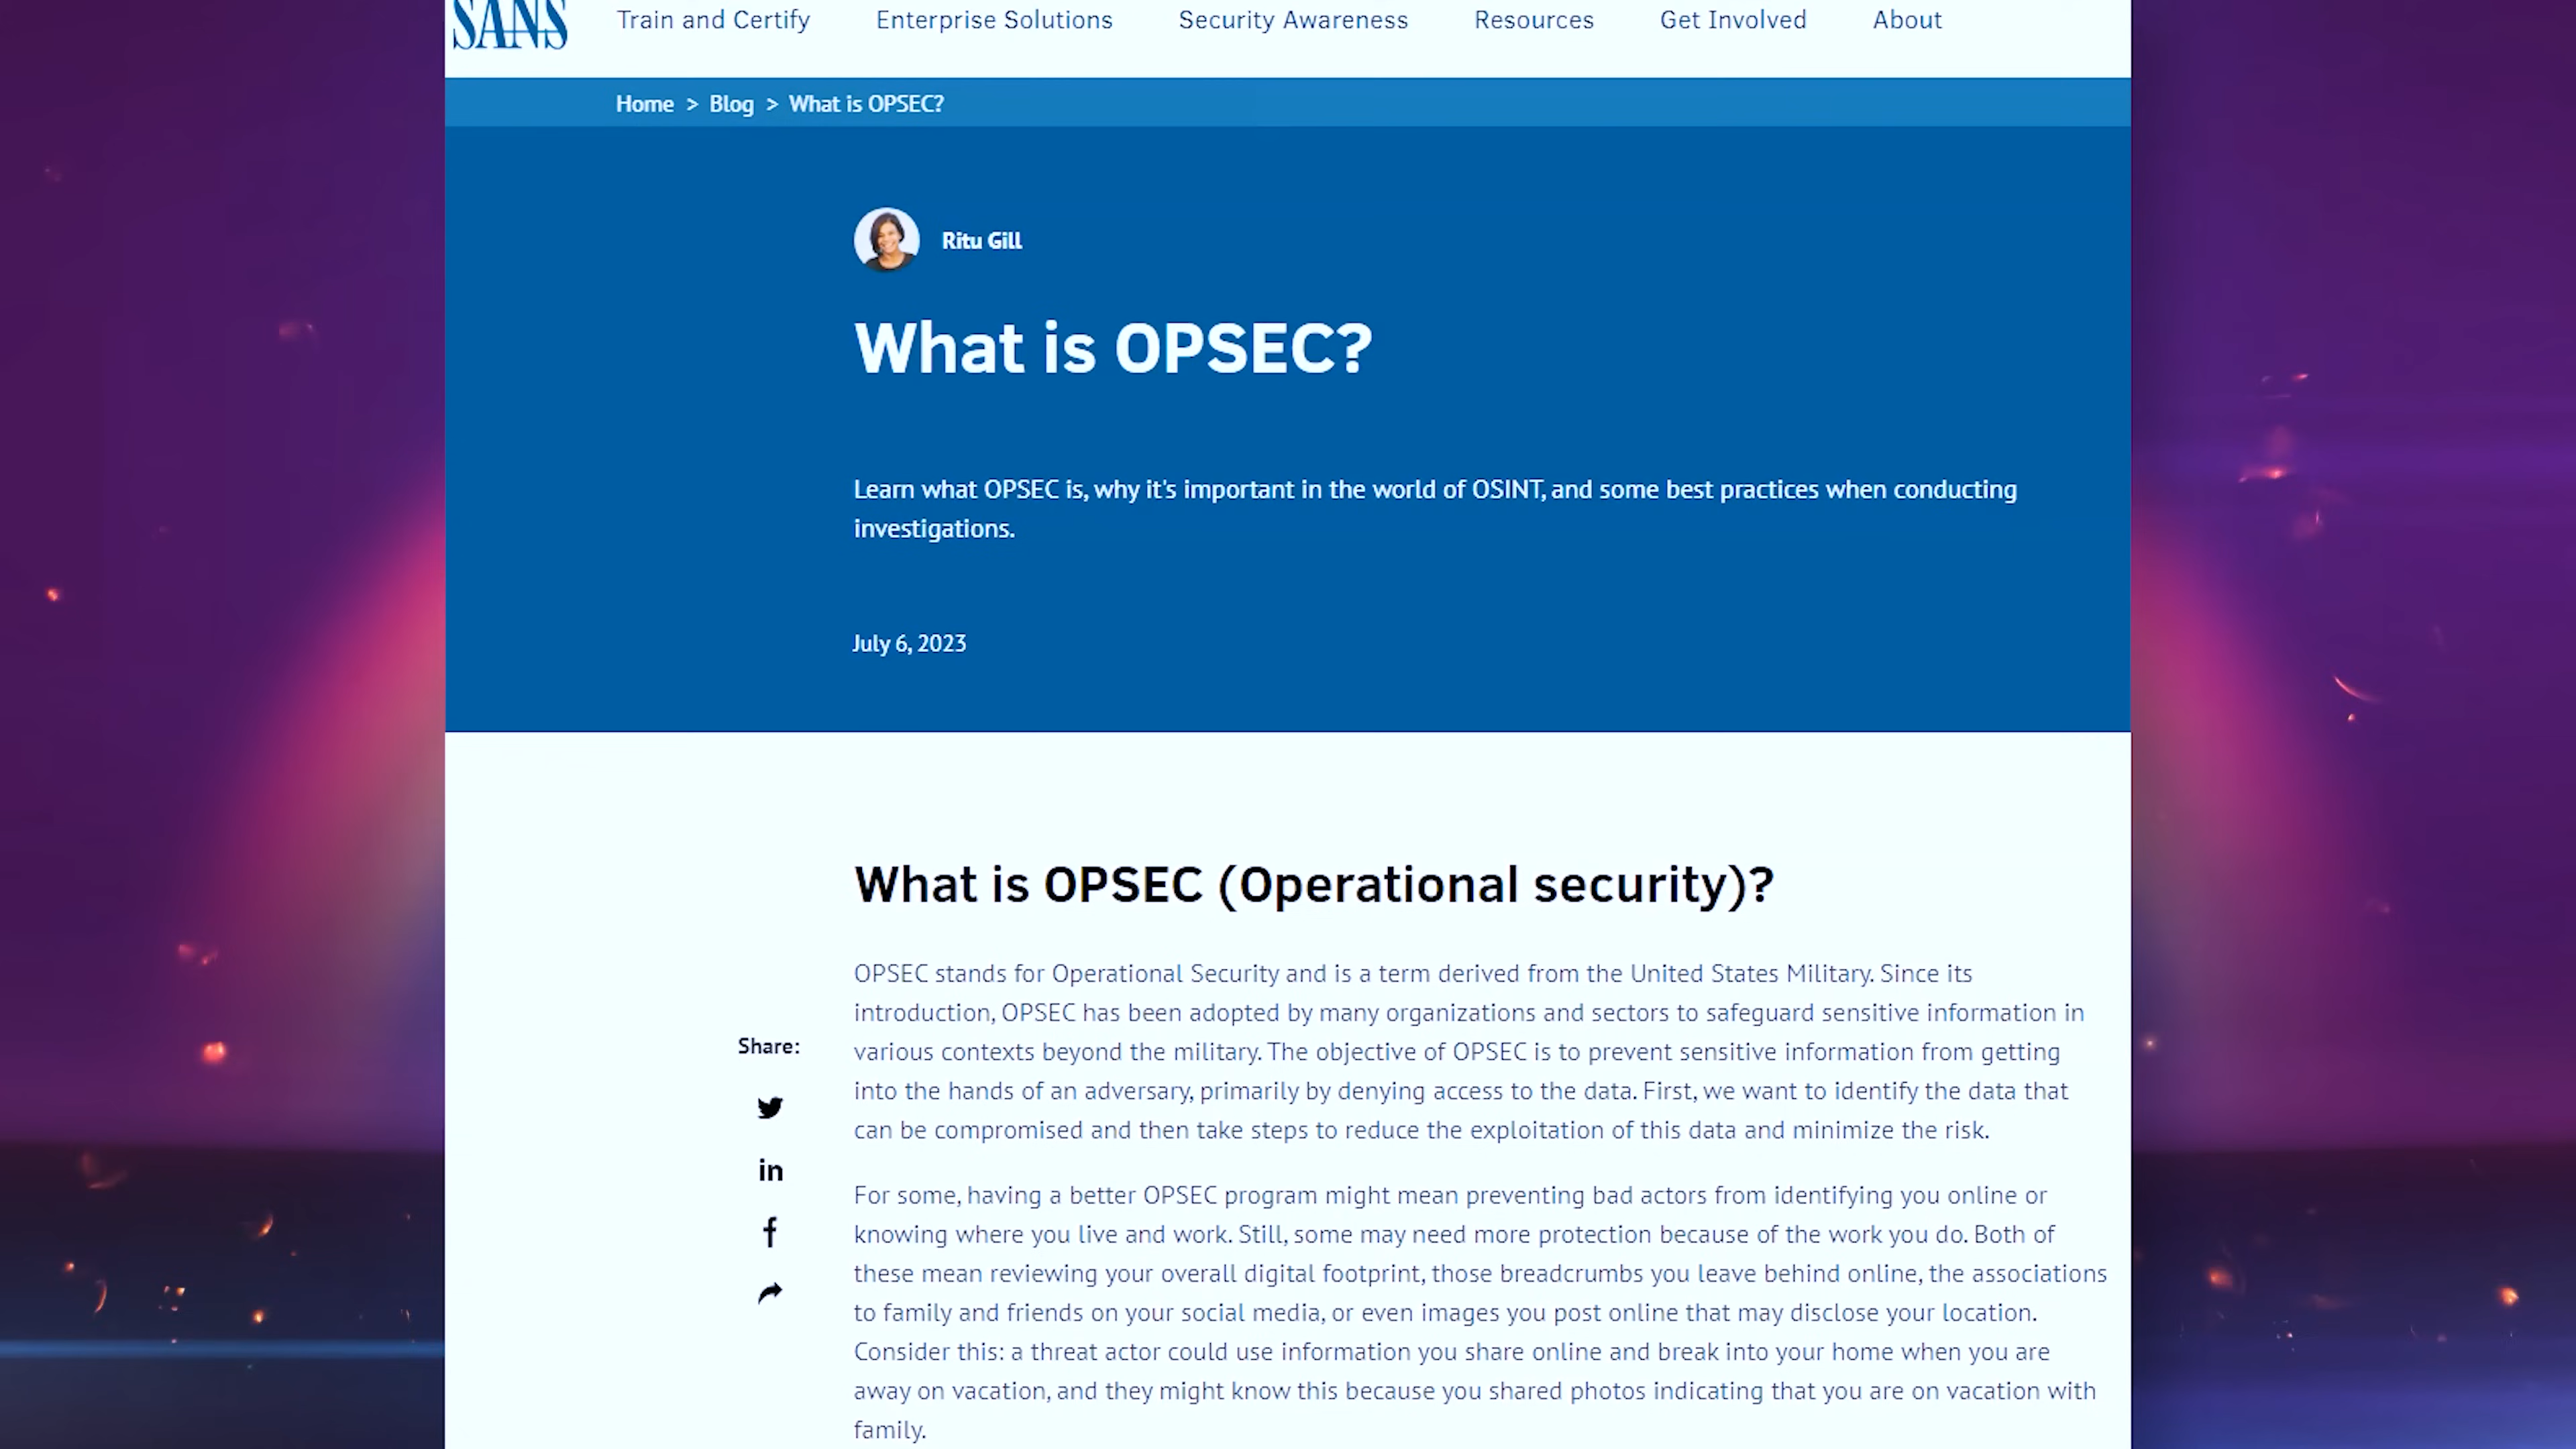 SANS
Train and Certify
Enterprise Solutions
Security Awareness
Resources
Get Involved
About
Home > Blog > What is OPSEC?
Ritu Gill
What is OPSEC?
Learn what OPSEC is, why it's important in the world of OSINT, and some best practices when conducting
investigations.
July 6, 2023
What is OPSEC (Operational security)?
OPSEC stands for Operational Security and is a term derived from the United States Military. Since its
introduction, OPSEC has been adopted by many organizations and sectors to safeguard sensitive information in
various contexts beyond the military. The objective of OPSEC is to prevent sensitive information from getting
into the hands of an adversary, primarily by denying access to the data. First, we want to identify the data that
can be compromised and then take steps to reduce the exploitation of this data and minimize the risk.
Share:
For some, having a better OPSEC program might mean preventing bad actors from identifying you online or
knowing where you live and work. Still, some may need more protection because of the work you do. Both of
these mean reviewing your overall digital footprint, those breadcrumbs you leave behind online, the associations
to family and friends on your social media, or even images you post online that may disclose your location.
Consider this: a threat actor could use information you share online and break into your home when you are
away on vacation, and they might know this because you shared photos indicating that you are on vacation with
family.